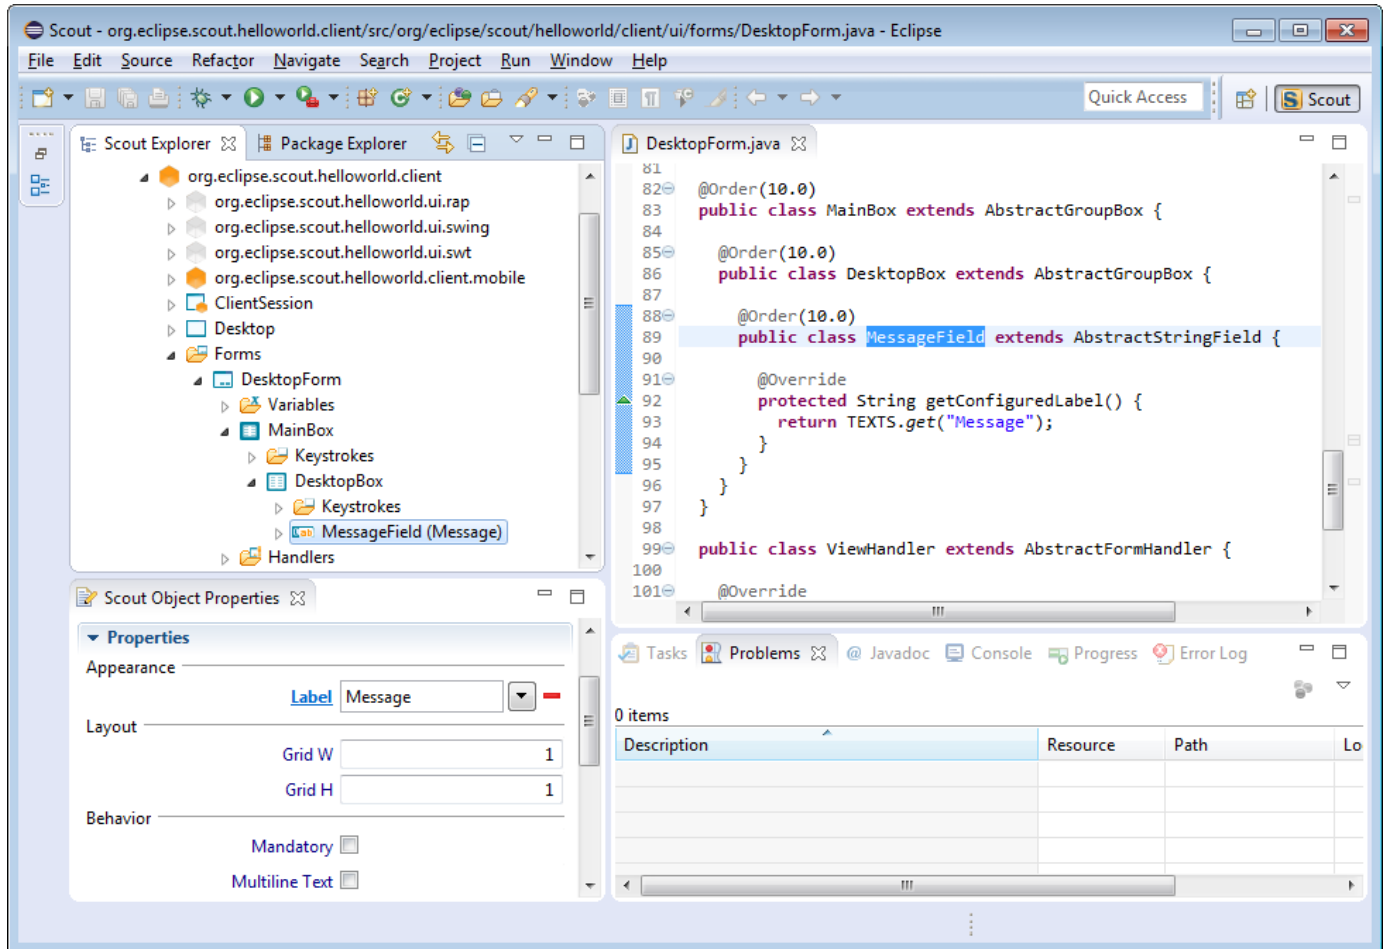 Scout - org.eclipse.scout.helloworld.client/src/org/eclipse/scout/helloworld/client/ui/forms/DesktopForm.java - Eclipse
File Edit Source Refactor Navigate Search Project Run Window Help
Quick Access
Scout
Scout Explorer
Package Explorer
org.eclipse.scout.helloworld.client
org.eclipse.scout.helloworld.ui.rap
org.eclipse.scout.helloworld.ui.swing
org.eclipse.scout.helloworld.ui.swt
org.eclipse.scout.helloworld.client.mobile
ClientSession
Desktop
Forms
DesktopForm
Variables
MainBox
Keystrokes
DesktopBox
Keystrokes
MessageField (Message)
Handlers
DesktopForm.java
81
82 @Order(10.0)
83 public class MainBox extends AbstractGroupBox {
84
85 @Order(10.0)
86 public class DesktopBox extends AbstractGroupBox {
87
88 @Order(10.0)
89 public class MessageField extends AbstractStringField {
90
91 @Override
92 protected String getConfiguredLabel() {
93 return TEXTS.get("Message");
94 }
95 }
96 }
97 }
98
99 public class ViewHandler extends AbstractFormHandler {
100
101 @Override
Scout Object Properties
Properties
Appearance
Label Message
Layout
Grid W 1
Grid H 1
Behavior
Mandatory
Multiline Text
Tasks Problems @ Javadoc Console Progress Error Log
0 items
Description Resource Path Lo